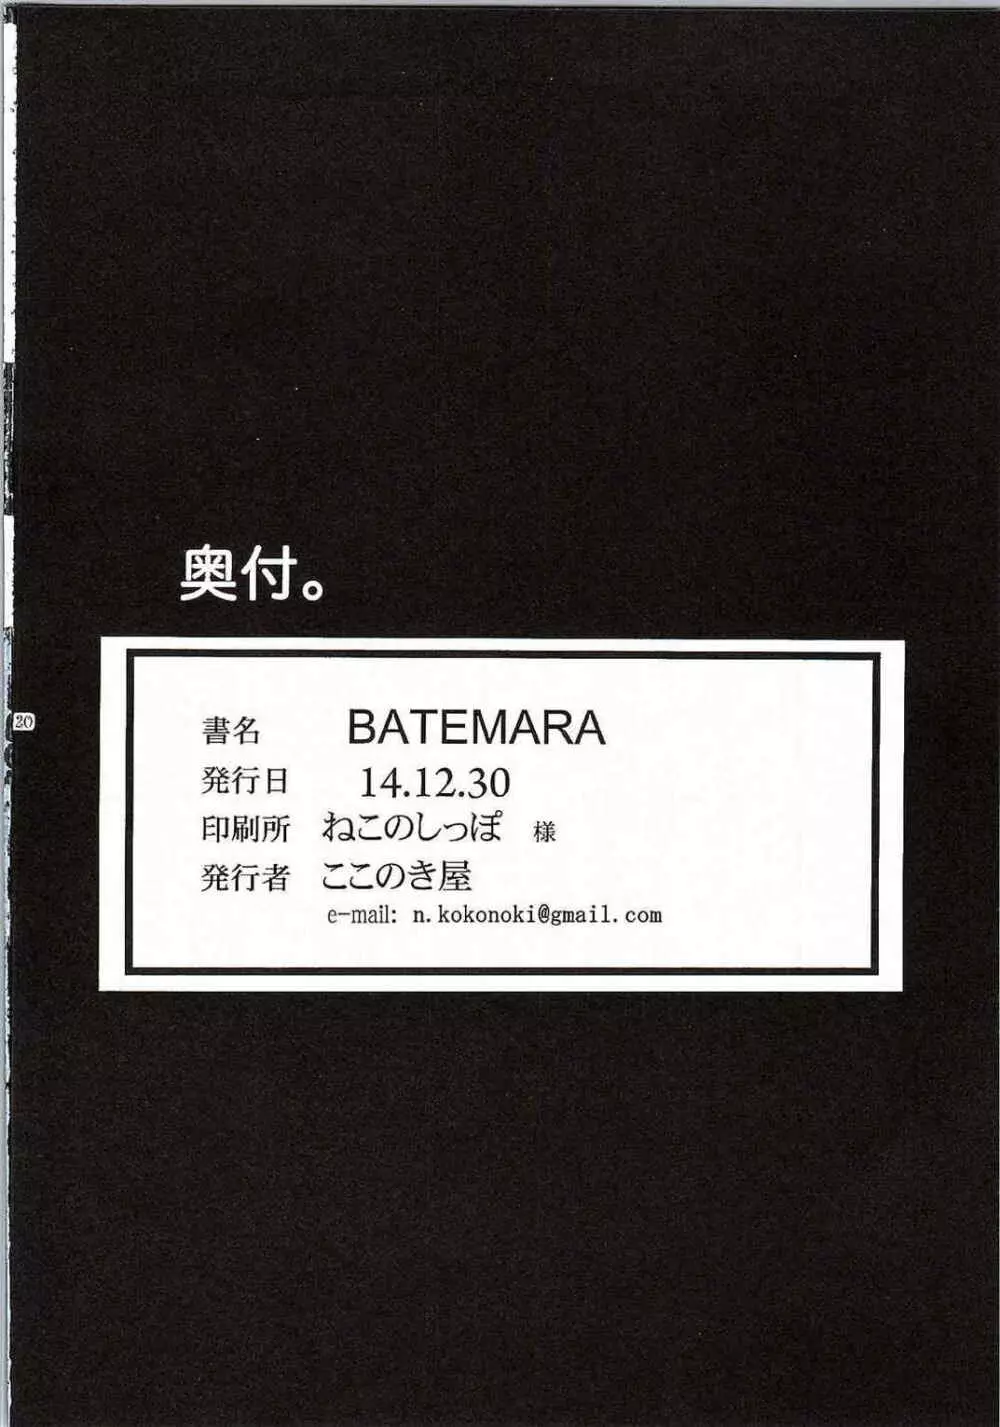 奥付。
書名 BATEMARA
発行日 14.12.30
印刷所 ねこのしっぽ 様
発行者 ここのき屋
e-mail: n.kokonoki@gmail.com
20